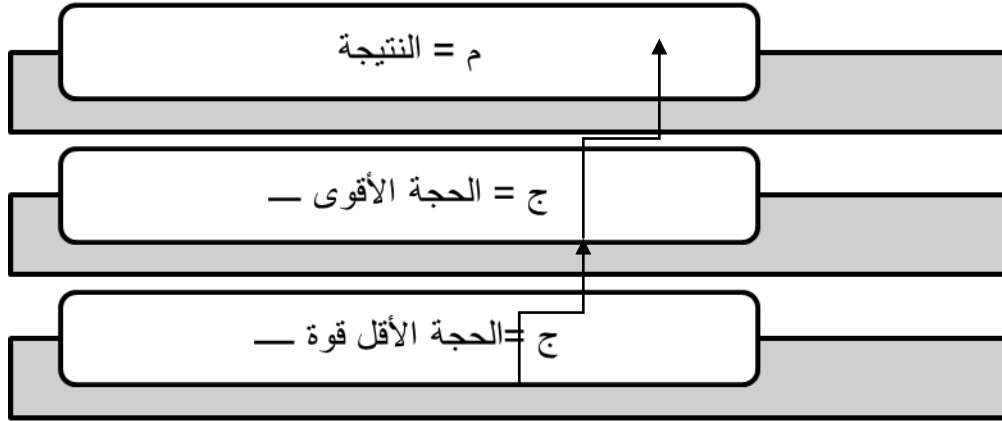 م = النتيجة
ج = الحجة الأقوى ـــ
ج =الحجة الأقل قوة ـــ